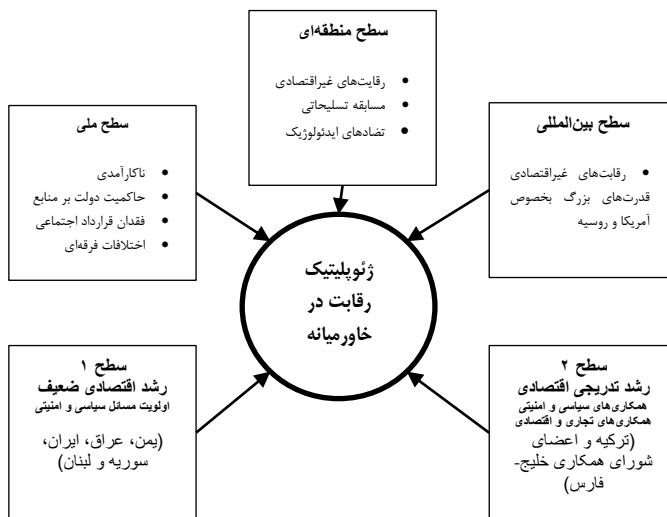 سطح منطقه‌ای
رقابت‌های غیراقتصادی
مسابقه تسلیحاتی
تضادهای ایدئولوژیک
سطح بین‌المللی
رقابت‌های غیراقتصادی
قدرت‌های بزرگ بخصوص
آمریکا و روسیه
سطح ملی
ناکارآمدی
حاکمیت دولت بر منابع
فقدان قرارداد اجتماعی
اختلافات فرقه‌ای
ژئوپلیتیک
رقابت در
خاورمیانه
سطح ۲
رشد تدریجی اقتصادی
همکاری‌های سیاسی و امنیتی
همکاری‌های تجاری و اقتصادی
(ترکیه و اعضای
شورای همکاری خلیج-
فارس)
سطح ۱
رشد اقتصادی ضعیف
اولویت مسائل سیاسی و امنیتی
(یمن، عراق، ایران،
سوریه و لبنان)